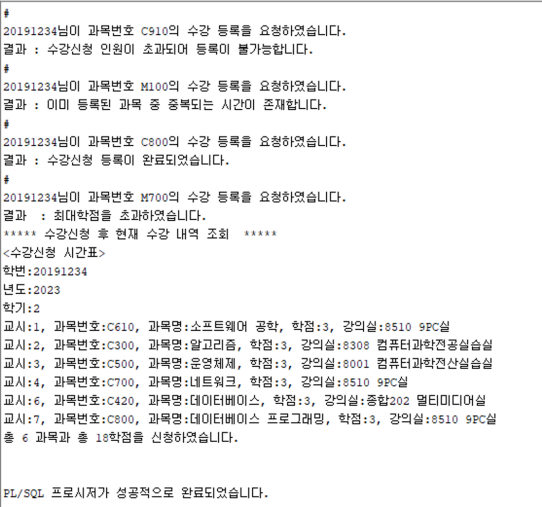 #
20191234님이 과목번호 C910의 수강 등록을 요청하였습니다.
결과 : 수강신청 인원이 초과되어 등록이 불가능합니다.
#
20191234님이 과목번호 M100의 수강 등록을 요청하였습니다.
결과 : 이미 등록된 과목 중 중복되는 시간이 존재합니다.
#
20191234님이 과목번호 C800의 수강 등록을 요청하였습니다.
결과 : 수강신청 등록이 완료되었습니다.
#
20191234님이 과목번호 M700의 수강 등록을 요청하였습니다.
결과  : 최대학점을 초과하였습니다.
***** 수강신청 후 현재 수강 내역 조회  *****
<수강신청 시간표>
학번:20191234
년도:2023
학기:2
교시:1, 과목번호:C610, 과목명:소프트웨어 공학, 학점:3, 강의실:8510 9PC실
교시:2, 과목번호:C300, 과목명:알고리즘, 학점:3, 강의실:8308 컴퓨터과학전공실습실
교시:3, 과목번호:C500, 과목명:운영체제, 학점:3, 강의실:8001 컴퓨터과학전산실습실
교시:4, 과목번호:C700, 과목명:네트워크, 학점:3, 강의실:8510 9PC실
교시:6, 과목번호:C420, 과목명:데이터베이스, 학점:3, 강의실:종합202 멀티미디어실
교시:7, 과목번호:C800, 과목명:데이터베이스 프로그래밍, 학점:3, 강의실:8510 9PC실
총 6 과목과 총 18학점을 신청하였습니다.
PL/SQL 프로시저가 성공적으로 완료되었습니다.